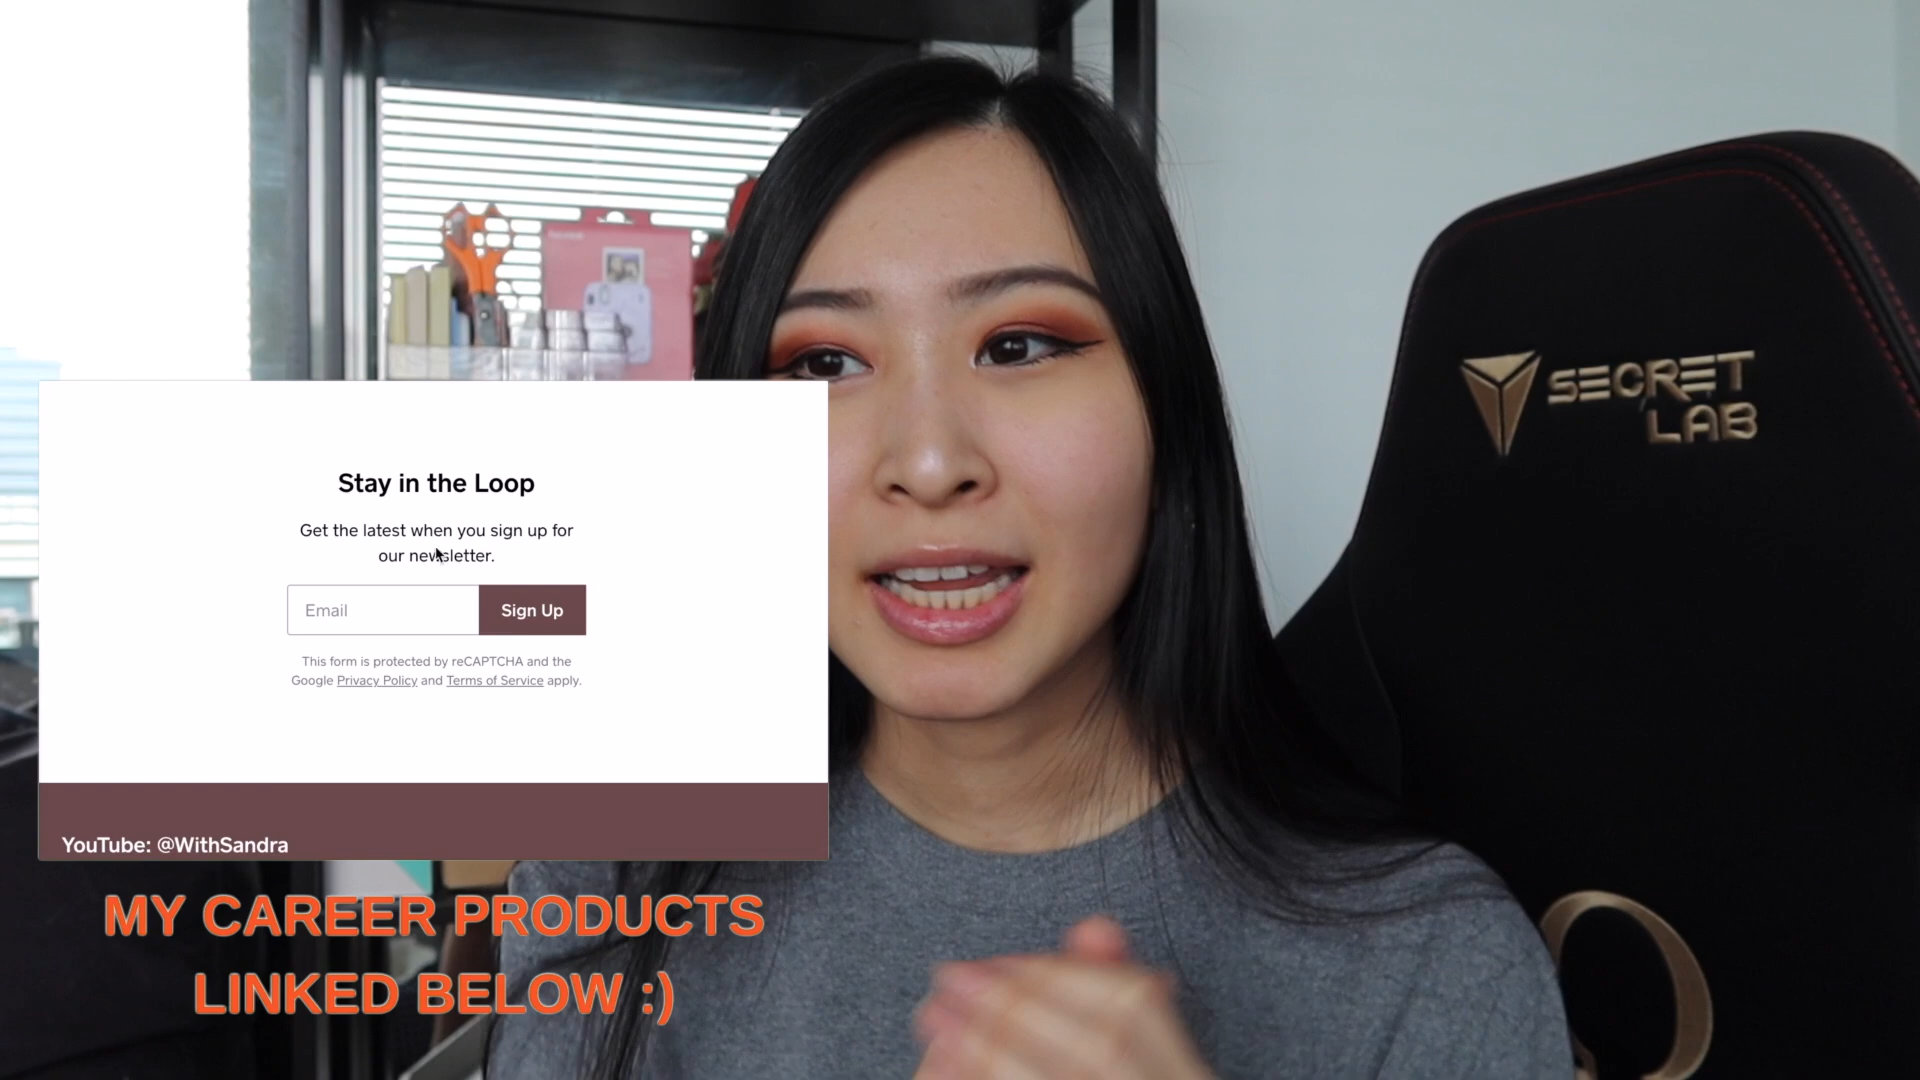 Stay in the Loop
Get the latest when you sign up for
our newsletter.
Email
Sign Up
This form is protected by reCAPTCHA and the
Google Privacy Policy and Terms of Service apply.
YouTube: @WithSandra
MY CAREER PRODUCTS
LINKED BELOW :)
SECRET
LAB